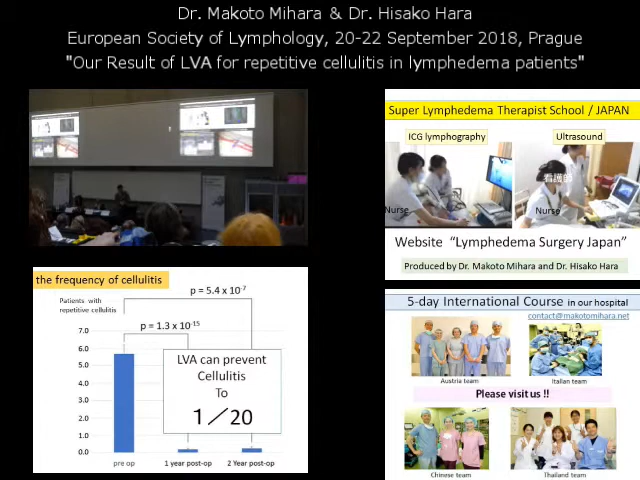 Dr. Makoto Mihara & Dr. Hisako Hara
European Society of Lymphology, 20-22 September 2018, Prague
"Our Result of LVA for repetitive cellulitis in lymphedema patients"
Super Lymphedema Therapist School / JAPAN
ICG lymphography
Ultrasound
看護師
Nurse
Nurse
Website “Lymphedema Surgery Japan”
Produced by Dr. Makoto Mihara and Dr. Hisako Hara
the frequency of cellulitis
Patients with
repetitive cellulitis
p = 5.4 x 10⁻⁷
p = 1.3 x 10⁻¹⁵
7.0
6.0
5.0
4.0
3.0
2.0
1.0
0.0
LVA can prevent
Cellulitis
To
1/20
pre op
1 year post-op
2 Year post-op
5-day International Course in our hospital
contact@makotomihara.net
Austria team
Italian team
Please visit us !!
Chinese team
Thailand team